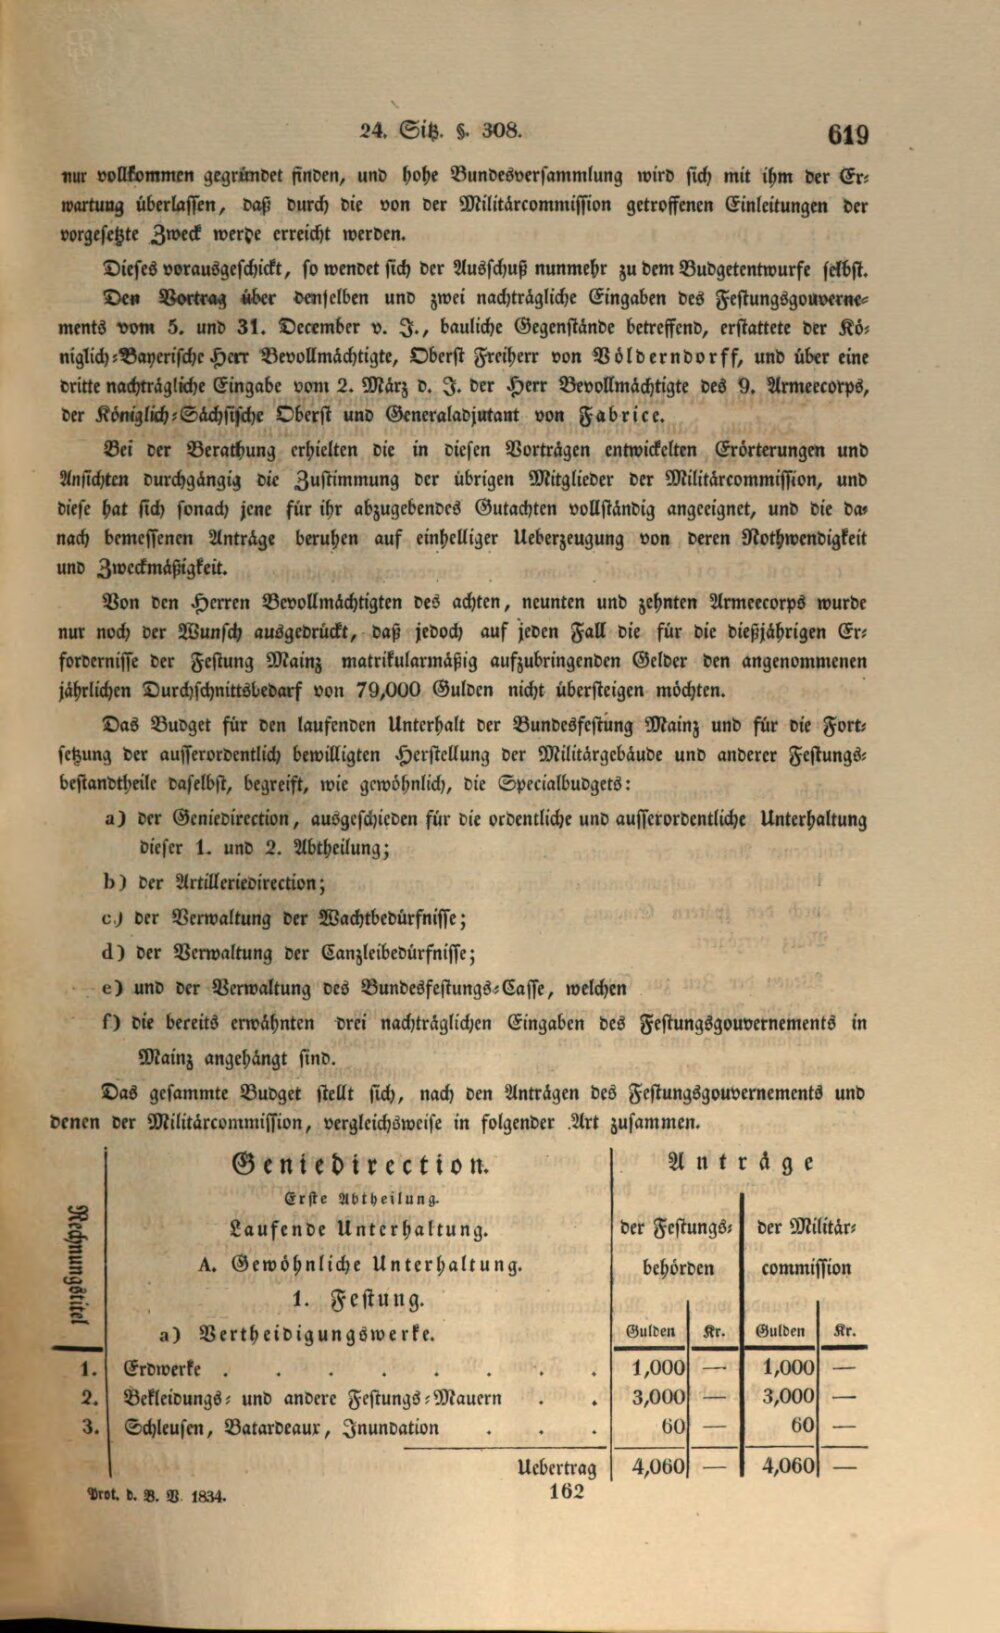 24. Sitz. §. 308.
619
nur vollkommen gegründet finden, und hohe Bundesversammlung wird sich mit ihm der Er-
wartung überlassen, daß durch die von der Militärcommission getroffenen Einleitungen der
vorgesetzte Zweck werde erreicht werden.
Dieses vorausgeschickt, so wendet sich der Ausschuß nunmehr zu dem Budgetentwurfe selbst.
Den Vortrag über denselben und zwei nachträgliche Eingaben des Festungsgouverne-
ments vom 5. und 31. December v. J., bauliche Gegenstände betreffend, erstattete der Kö-
niglich-Bayerische Herr Bevollmächtigte, Oberst Freiherr von Völderndorff, und über eine
dritte nachträgliche Eingabe vom 2. März d. J. der Herr Bevollmächtigte des 9. Armeecorps,
der Königlich-Sächsische Oberst und Generaladjutant von Fabrice.
Bei der Berathung erhielten die in diesen Vorträgen entwickelten Erörterungen und
Ansichten durchgängig die Zustimmung der übrigen Mitglieder der Militärcommission, und
diese hat sich sonach jene für ihr abzugebendes Gutachten vollständig angeeignet, und die da-
nach bemessenen Anträge beruhen auf einhelliger Ueberzeugung von deren Nothwendigkeit
und Zweckmäßigkeit.
Von den Herren Bevollmächtigten des achten, neunten und zehnten Armeecorps wurde
nur noch der Wunsch ausgedrückt, daß jedoch auf jeden Fall die für die dießjährigen Er-
fordernisse der Festung Mainz matrikularmäßig aufzubringenden Gelder den angenommenen
jährlichen Durchschnittsbedarf von 79,000 Gulden nicht übersteigen möchten.
Das Budget für den laufenden Unterhalt der Bundesfestung Mainz und für die Fort-
setzung der ausserordentlich bewilligten Herstellung der Militärgebäude und anderer Festungs-
bestandtheile daselbst, begreift, wie gewöhnlich, die Specialbudgets:
a) der Geniedirection, ausgeschieden für die ordentliche und ausserordentliche Unterhaltung
dieser 1. und 2. Abtheilung;
b) der Artilleriedirection;
c) der Verwaltung der Wachtbedürfnisse;
d) der Verwaltung der Canzleibedürfnisse;
e) und der Verwaltung des Bundesfestungs-Casse, welchen
f) die bereits erwähnten drei nachträglichen Eingaben des Festungsgouvernements in
Mainz angehängt sind.
Das gesammte Budget stellt sich, nach den Anträgen des Festungsgouvernements und
denen der Militärcommission, vergleichsweise in folgender Art zusammen.
Rechnungstitel
Geniedirection.
Erste Abtheilung.
Laufende Unterhaltung.
A. Gewöhnliche Unterhaltung.
1. Festung.
a) Vertheidigungswerke.
Anträge
der Festungs- der Militär-
behörden commission
Gulden Kr. Gulden Kr.
1. Erdwerke . . . . . . . . 1,000 — 1,000 —
2. Bekleidungs- und andere Festungs-Mauern . . 3,000 — 3,000 —
3. Schleusen, Batardeaux, Inundation . . . 60 — 60 —
Uebertrag 4,060 — 4,060 —
Prot. d. B. V. 1834.
162